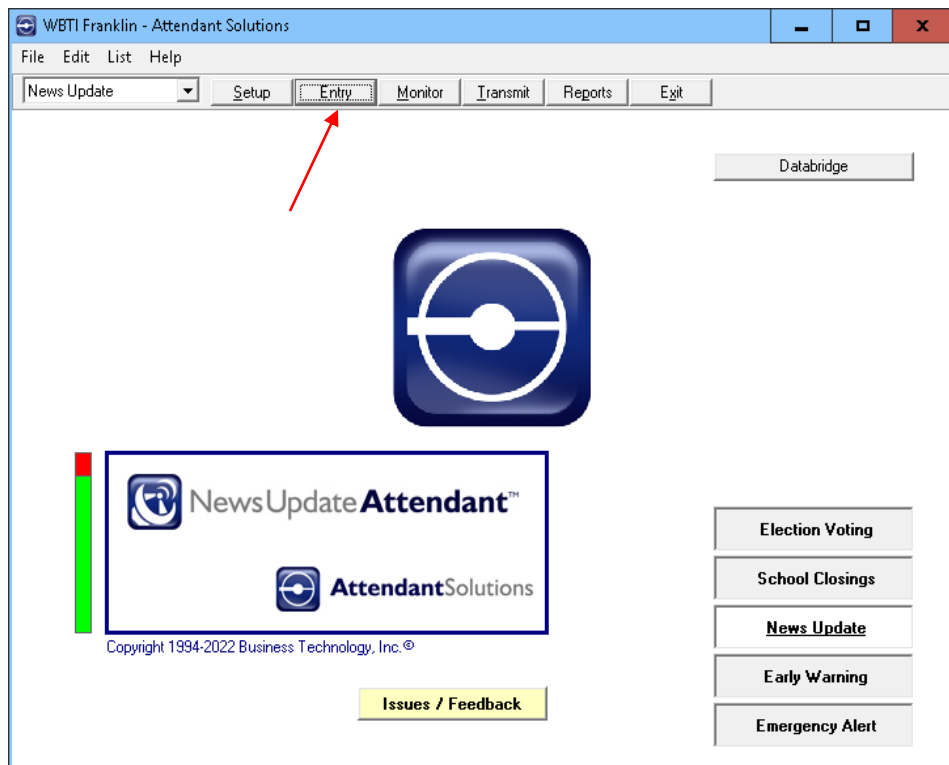 WBTI Franklin - Attendant Solutions
File Edit List Help
News Update Setup Entry Monitor Transmit Reports Exit
Databridge
NewsUpdateAttendant™
AttendantSolutions
Copyright 1994-2022 Business Technology, Inc.©
Issues / Feedback
Election Voting
School Closings
News Update
Early Warning
Emergency Alert